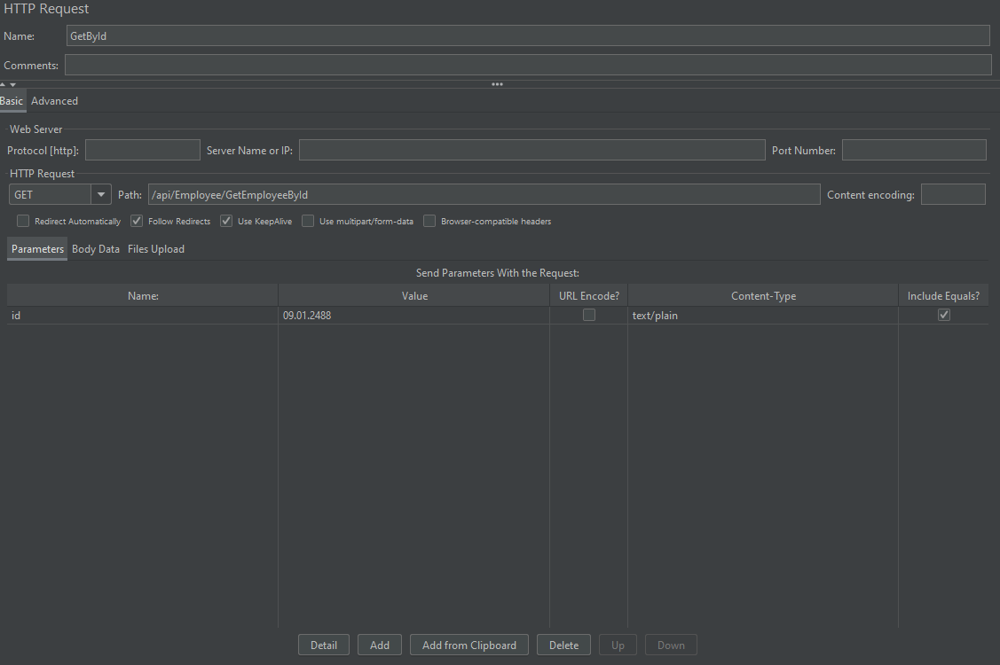 HTTP Request
Name: GetById
Comments:
Basic Advanced
Web Server
Protocol [http]: Server Name or IP: Port Number:
HTTP Request
GET Path: /api/Employee/GetEmployeeById Content encoding:
Redirect Automatically Follow Redirects Use KeepAlive Use multipart/form-data Browser-compatible headers
Parameters Body Data Files Upload
Send Parameters With the Request:
Name: Value URL Encode? Content-Type Include Equals?
id 09.01.2488 text/plain
Detail Add Add from Clipboard Delete Up Down